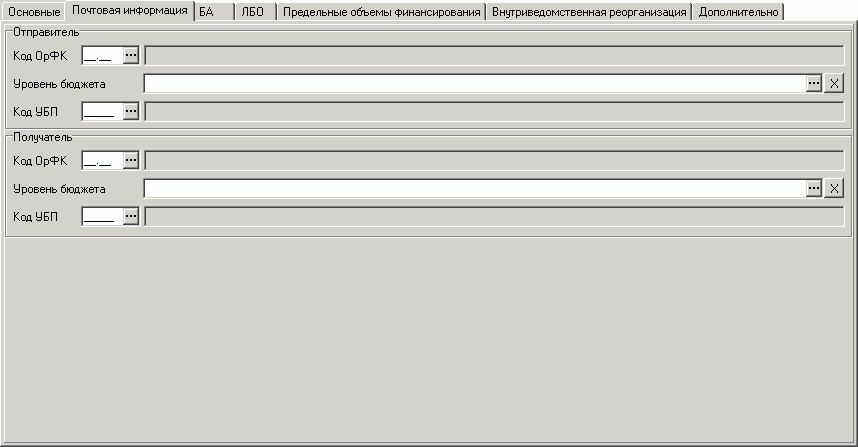 Основные Почтовая информация БА ЛБО Предельные объемы финансирования Внутриведомственная реорганизация Дополнительно
Отправитель
Код ОрФК __.__ ...
Уровень бюджета ... X
Код УБП _____ ...
Получатель
Код ОрФК __.__ ...
Уровень бюджета ... X
Код УБП _____ ...